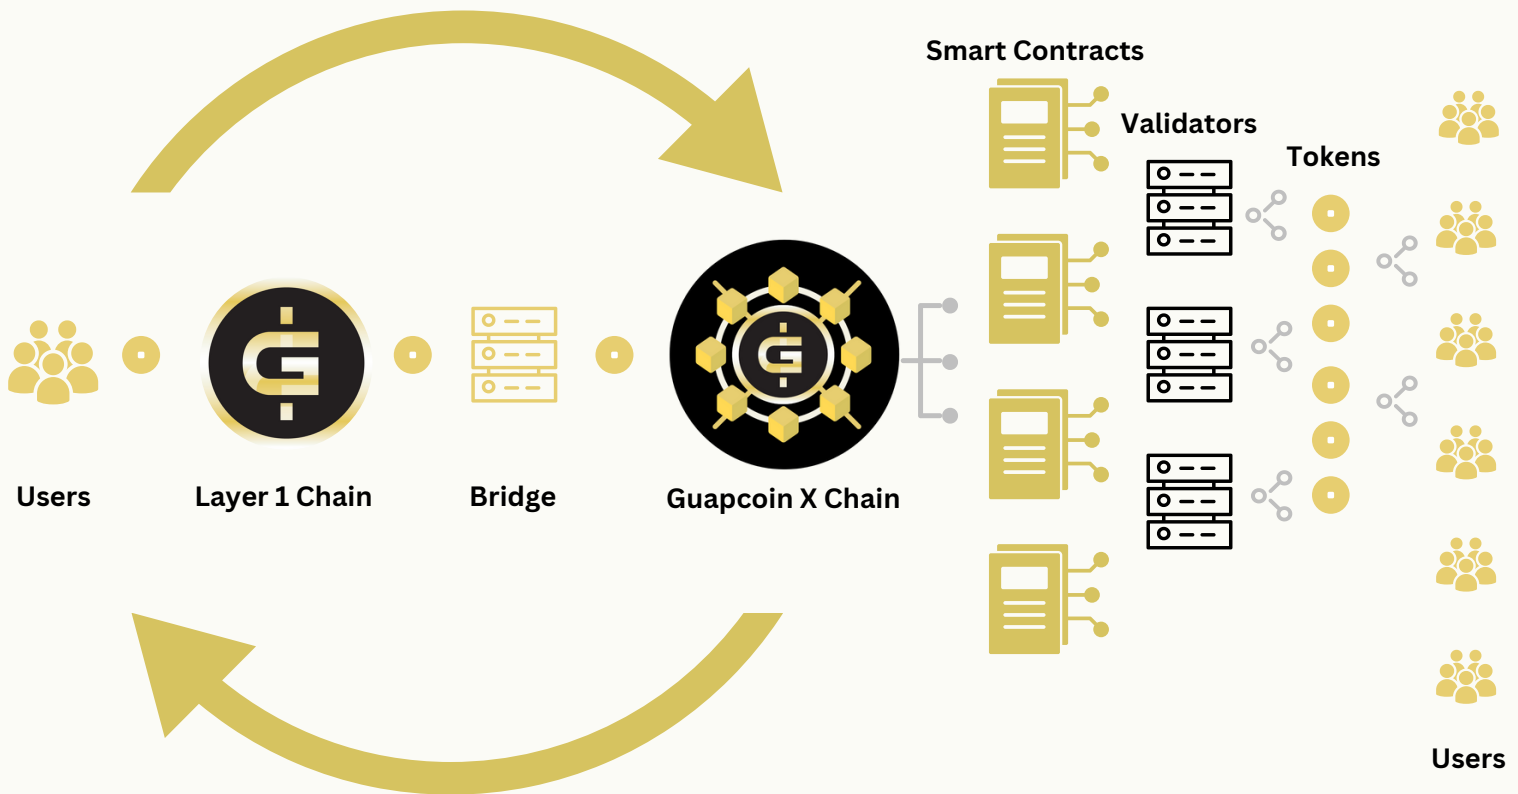 Smart Contracts
Validators
Tokens
Users
Layer 1 Chain
Bridge
Guapcoin X Chain
Users